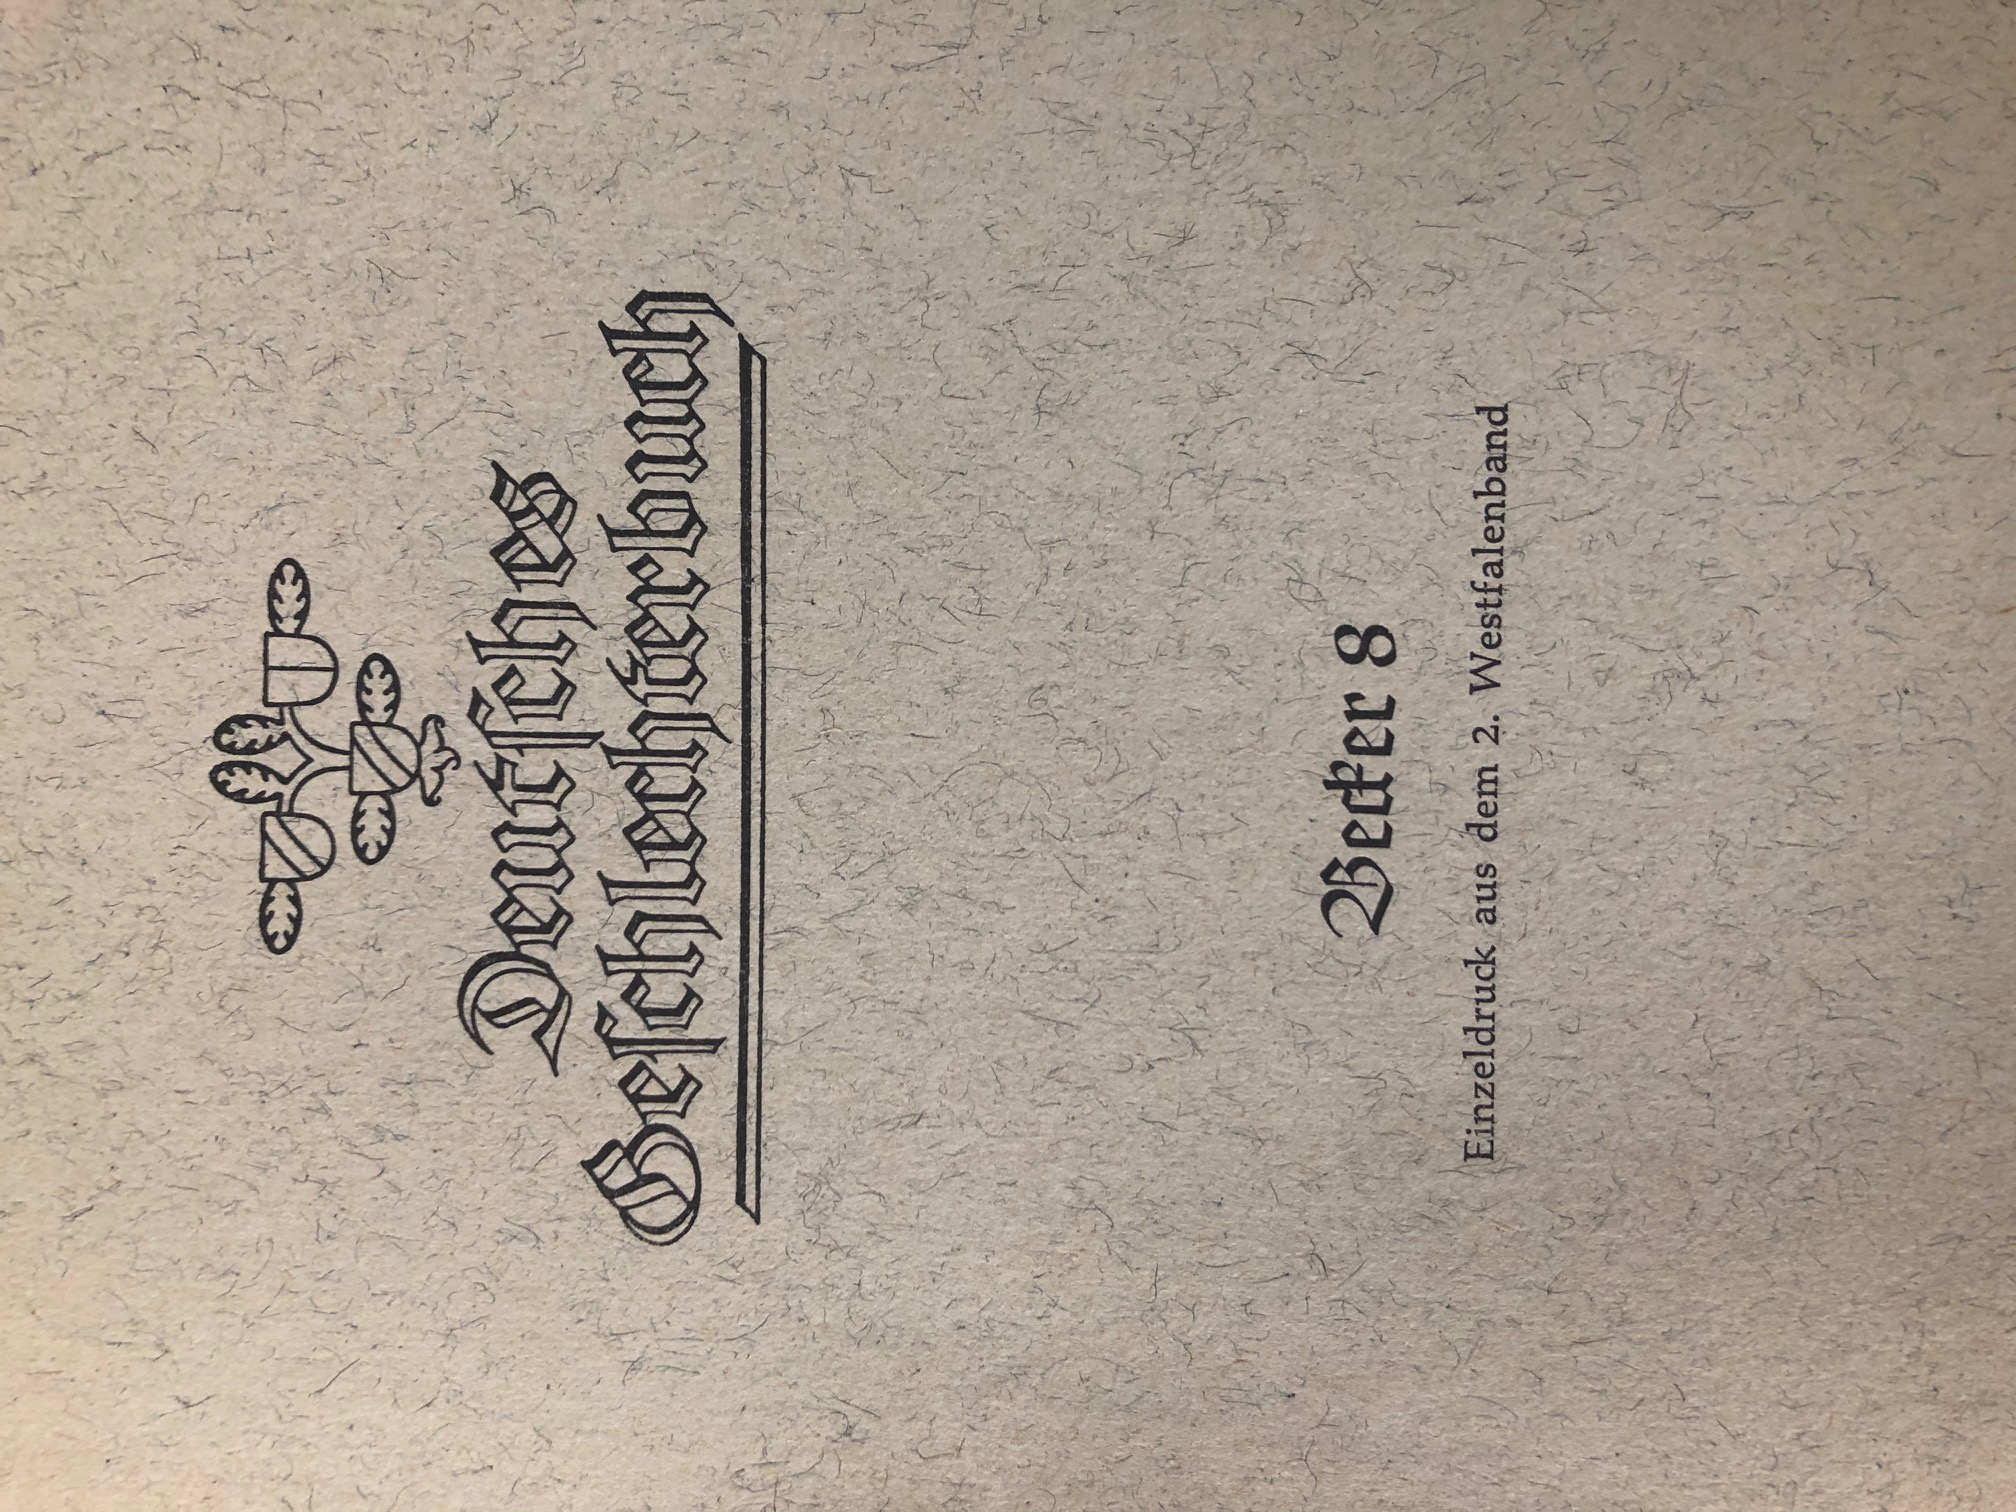 Deutſches
Geſchlechterbuch
Becker 8
Einzeldruck aus dem 2. Westfalenband